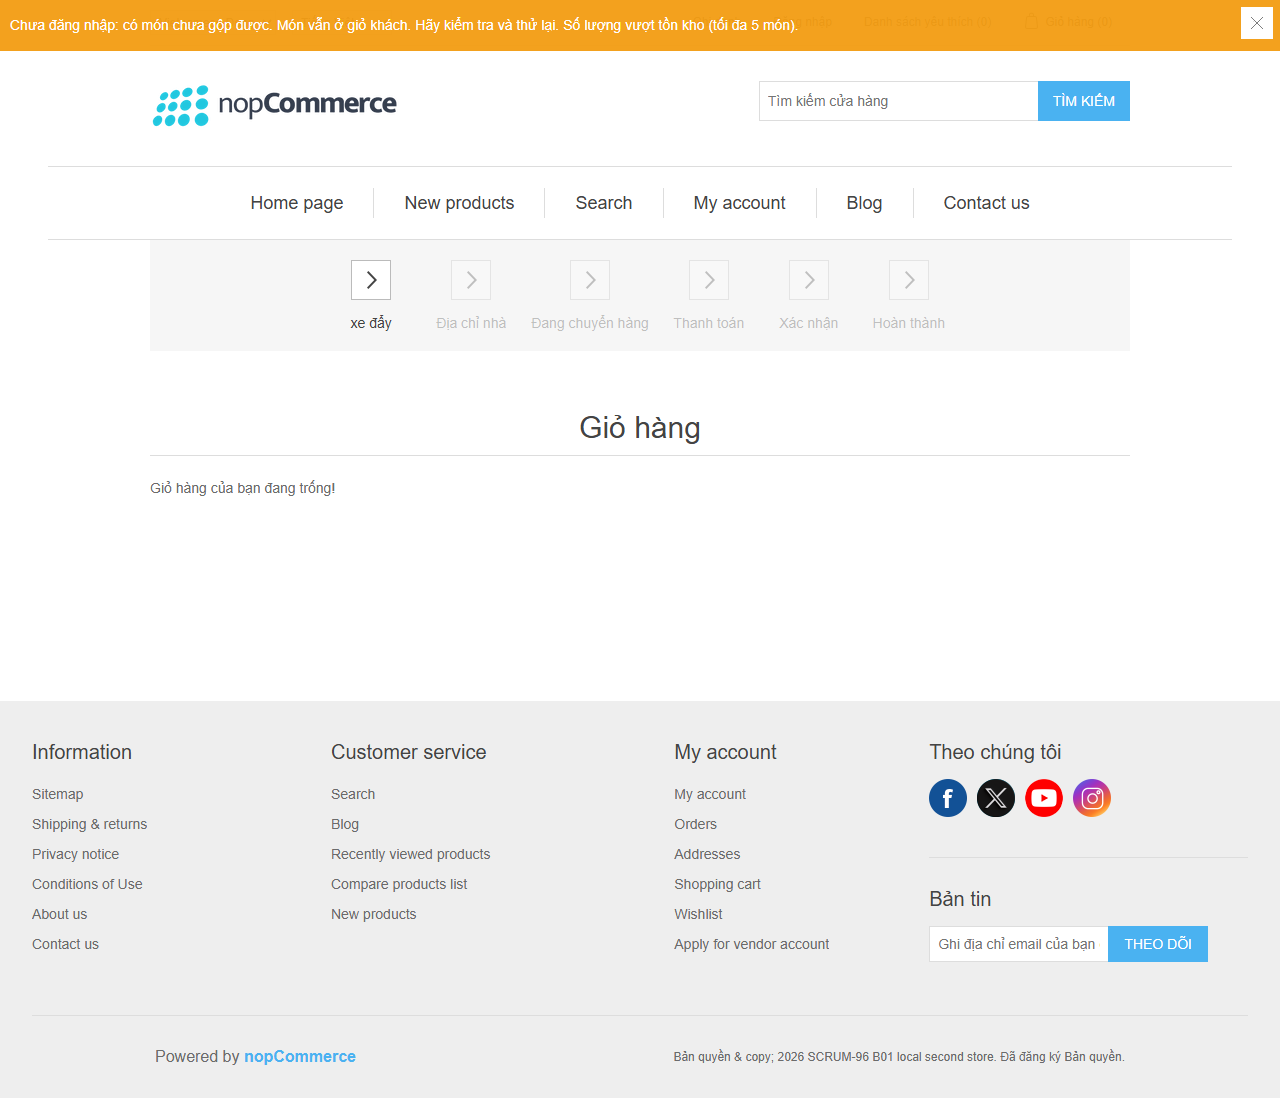 Chưa đăng nhập: có món chưa gộp được. Món vẫn ở giỏ khách. Hãy kiểm tra và thử lại. Số lượng vượt tồn kho (tối đa 5 món).
nopCommerce
Tìm kiếm cửa hàng
TÌM KIẾM
Home page
New products
Search
My account
Blog
Contact us
xe đẩy
Địa chỉ nhà
Đang chuyển hàng
Thanh toán
Xác nhận
Hoàn thành
Giỏ hàng
Giỏ hàng của bạn đang trống!
Information
Sitemap
Shipping & returns
Privacy notice
Conditions of Use
About us
Contact us
Customer service
Search
Blog
Recently viewed products
Compare products list
New products
My account
My account
Orders
Addresses
Shopping cart
Wishlist
Apply for vendor account
Theo chúng tôi
Bản tin
Ghi địa chỉ email của bạn
THEO DÕI
Powered by nopCommerce
Bản quyền & copy; 2026 SCRUM-96 B01 local second store. Đã đăng ký Bản quyền.